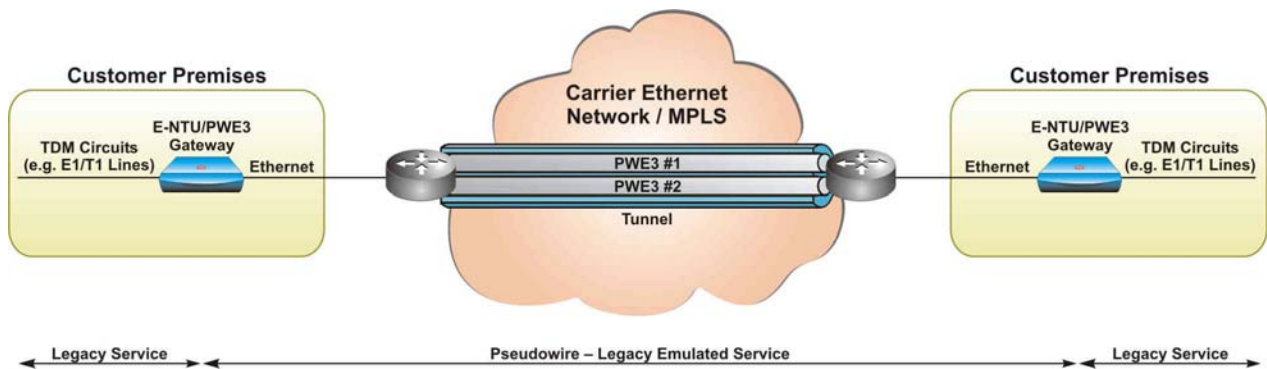 Customer Premises
E-NTU/PWE3
Gateway
TDM Circuits
(e.g. E1/T1 Lines)
Ethernet
Carrier Ethernet
Network / MPLS
PWE3 #1
PWE3 #2
Tunnel
Customer Premises
E-NTU/PWE3
Gateway
Ethernet
TDM Circuits
(e.g. E1/T1 Lines)
Legacy Service
Pseudowire – Legacy Emulated Service
Legacy Service